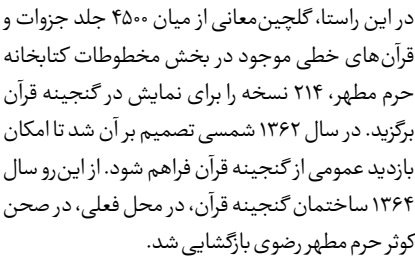 در این راستا، گلچین‌معانی از میان ۴۵۰۰ جلد جزوات و
قرآن‌های خطی موجود در بخش مخطوطات کتابخانه
حرم مطهر، ۲۱۴ نسخه را برای نمایش در گنجینه قرآن
برگزید. در سال ۱۳۶۲ شمسی تصمیم بر آن شد تا امکان
بازدید عمومی از گنجینه قرآن فراهم شود. از این‌رو سال
۱۳۶۴ ساختمان گنجینه قرآن، در محل فعلی، در صحن
کوثر حرم مطهر رضوی بازگشایی شد.